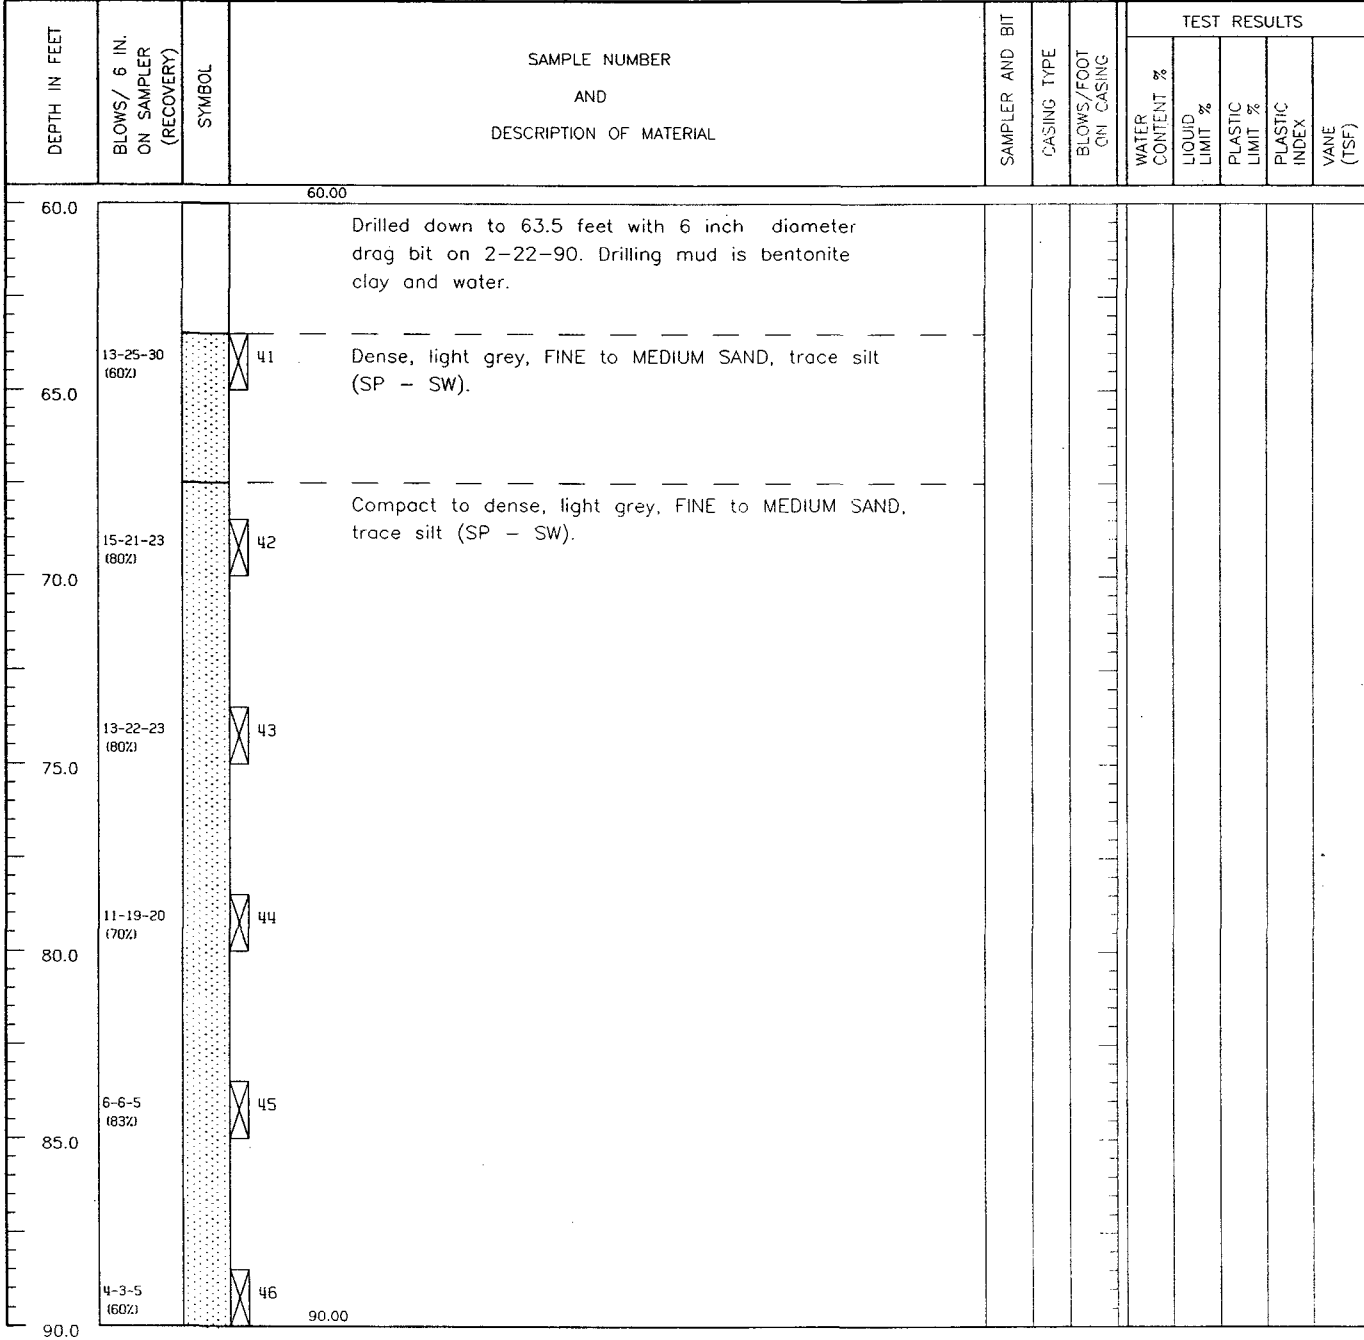 DEPTH IN FEET
BLOWS/ 6 IN.
ON SAMPLER
(RECOVERY)
SYMBOL
SAMPLE NUMBER
AND
DESCRIPTION OF MATERIAL
SAMPLER AND BIT
CASING TYPE
BLOWS/FOOT
ON CASING
TEST RESULTS
WATER
CONTENT %
LIQUID
LIMIT %
PLASTIC
LIMIT %
PLASTIC
INDEX
VANE
(TSF)
60.00
60.0
Drilled down to 63.5 feet with 6 inch diameter
drag bit on 2-22-90. Drilling mud is bentonite
clay and water.
13-25-30
(60%)
41
Dense, light grey, FINE to MEDIUM SAND, trace silt
(SP - SW).
65.0
Compact to dense, light grey, FINE to MEDIUM SAND,
trace silt (SP - SW).
15-21-23
(80%)
42
70.0
13-22-23
(80%)
43
75.0
11-19-20
(70%)
44
80.0
6-6-5
(83%)
45
85.0
4-3-5
(60%)
46
90.00
90.0